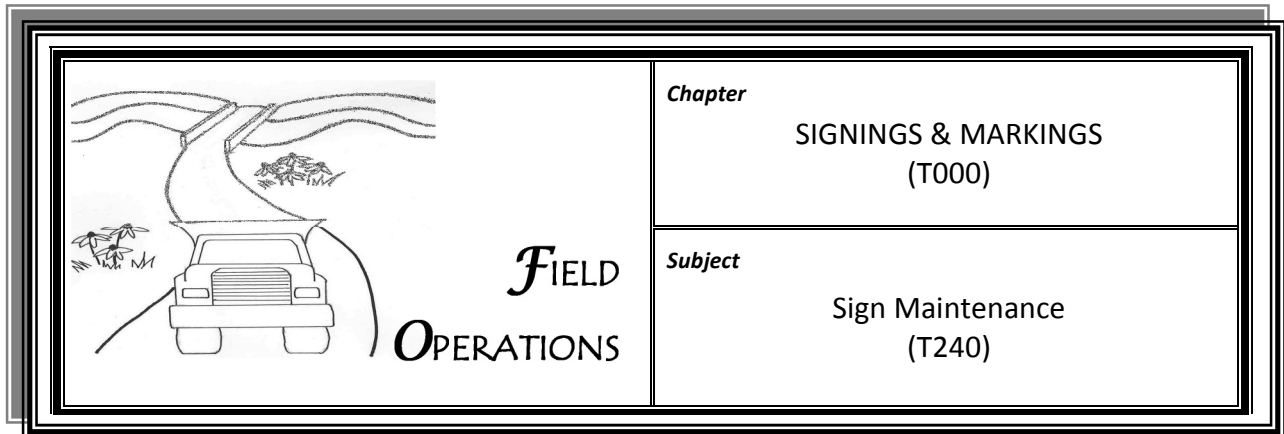 FIELD
OPERATIONS
Chapter
SIGNINGS & MARKINGS
(T000)
Subject
Sign Maintenance
(T240)